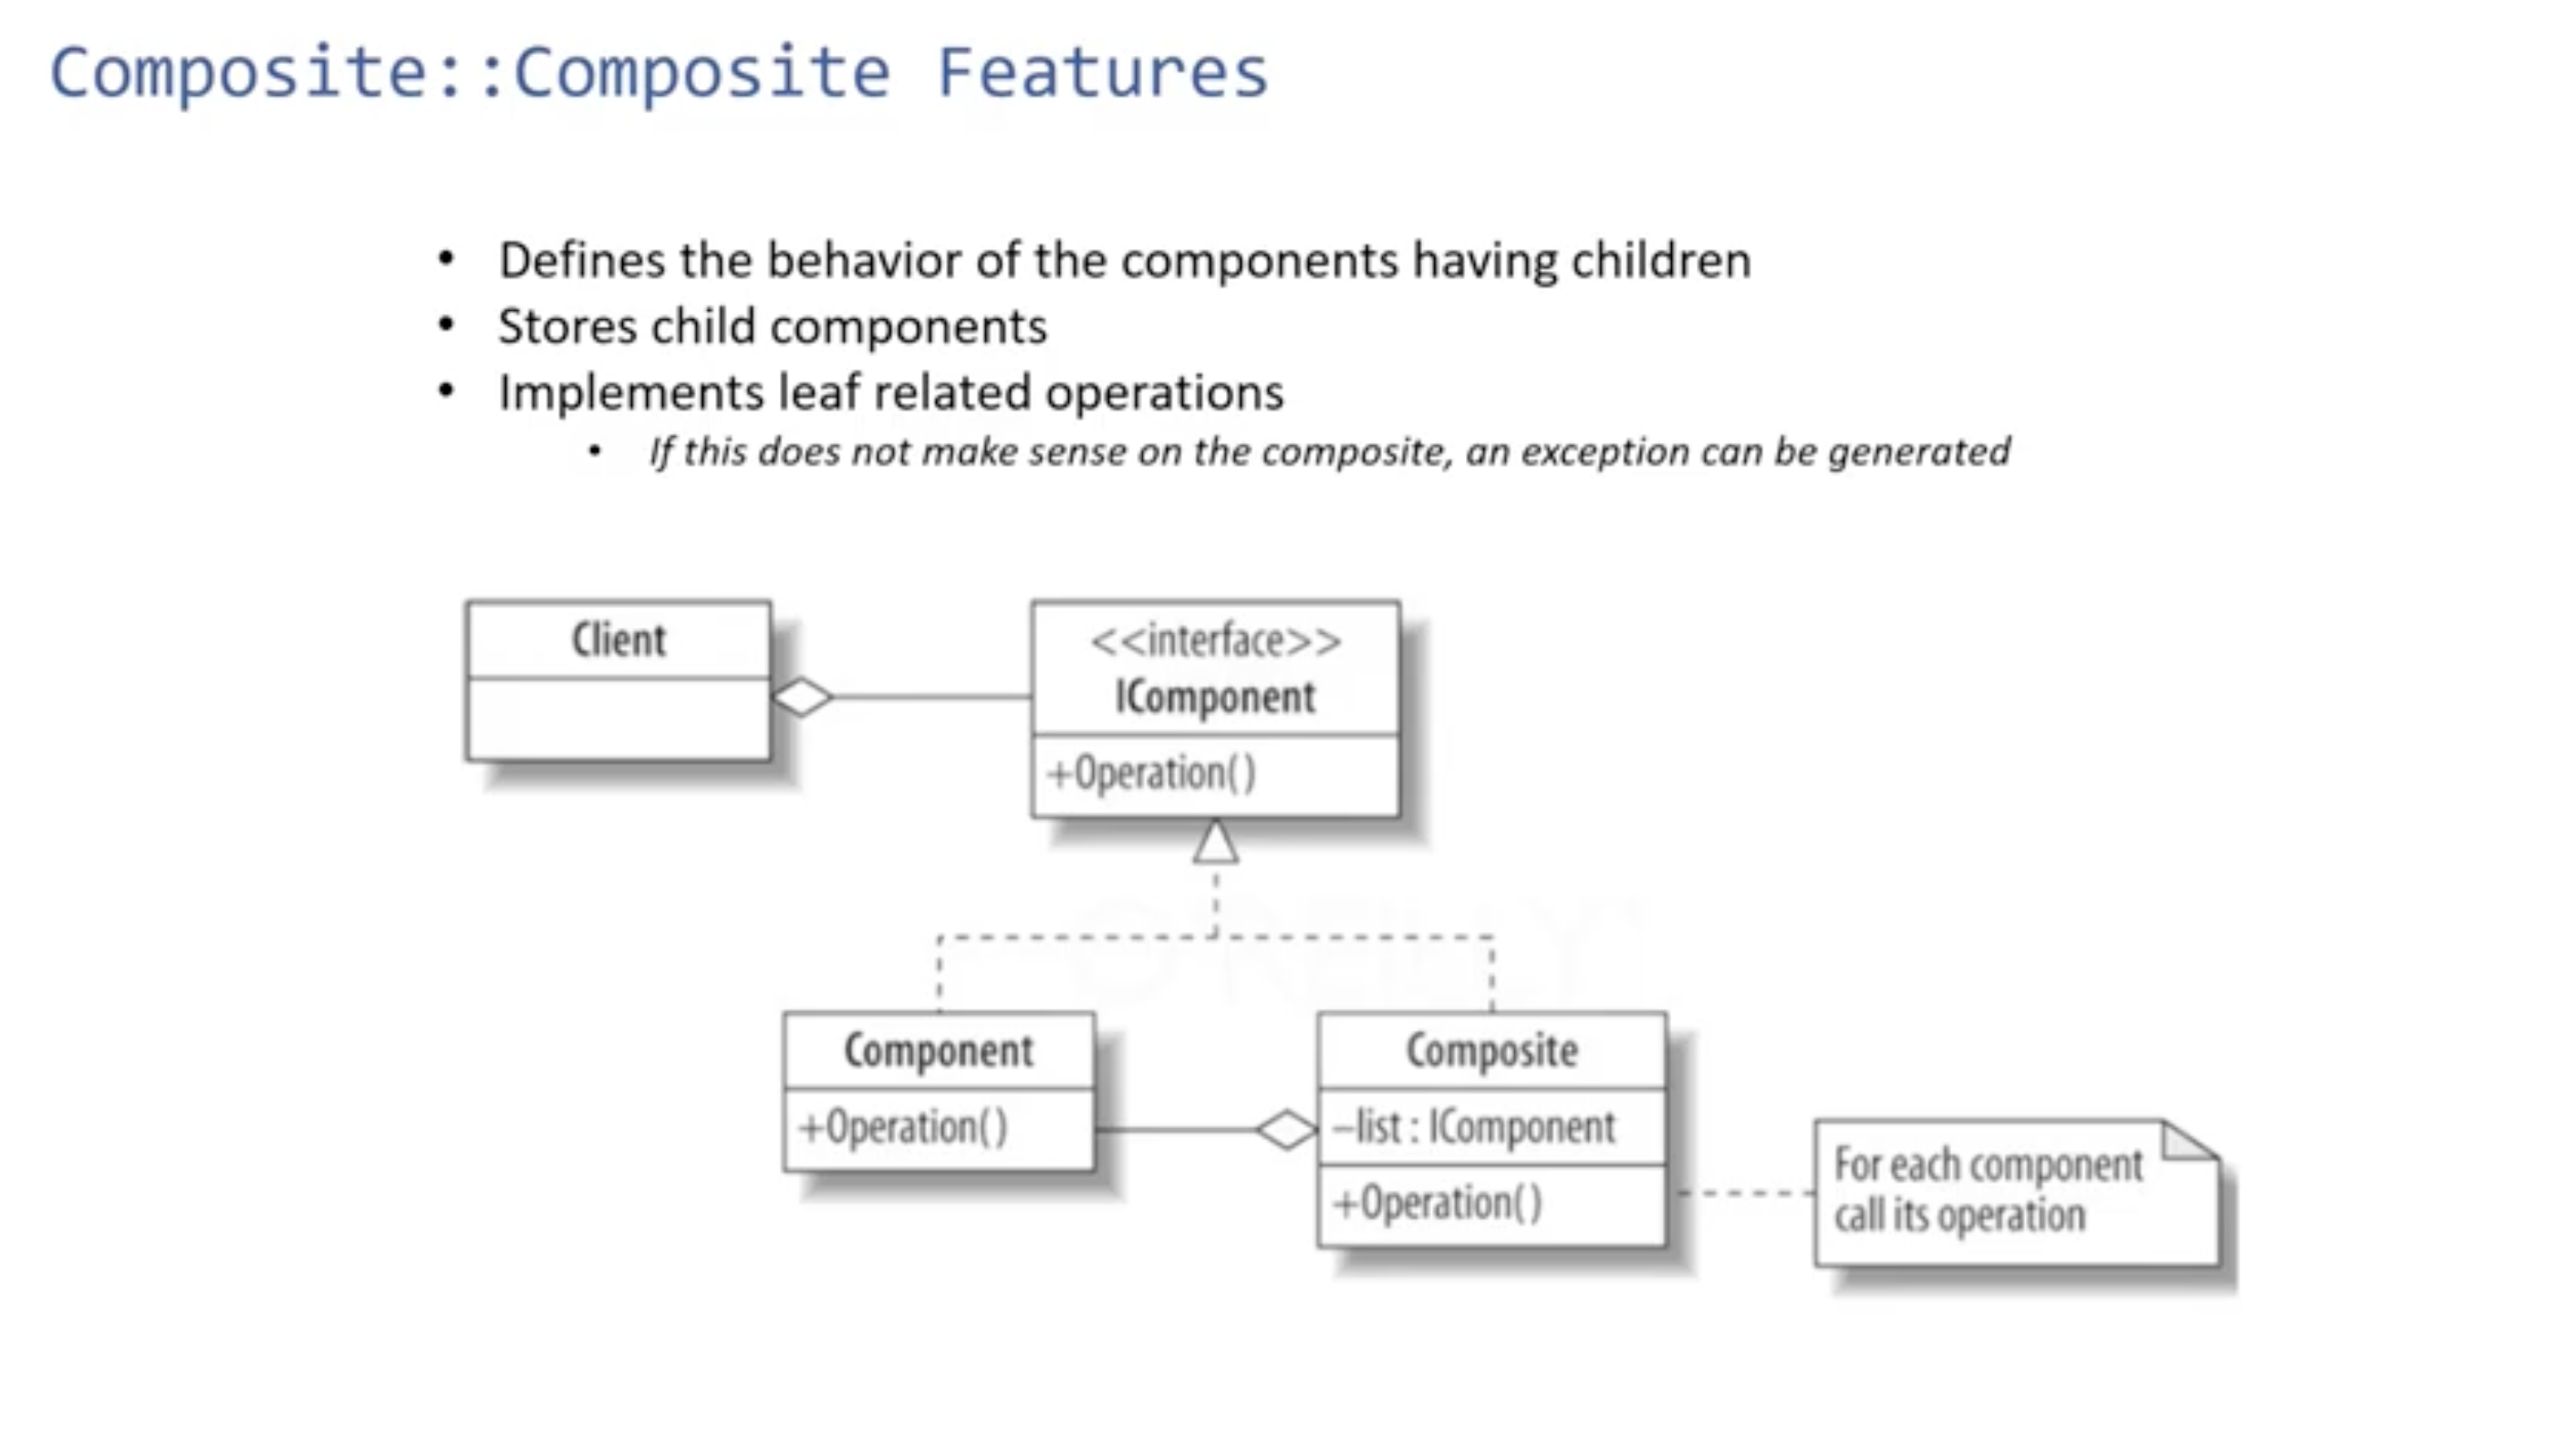 Composite::Composite Features
• Defines the behavior of the components having children
• Stores child components
• Implements leaf related operations
• If this does not make sense on the composite, an exception can be generated
Client
<<interface>>
IComponent
+Operation()
O'REILLY
Component
+Operation()
Composite
–list : IComponent
+Operation()
For each component
call its operation